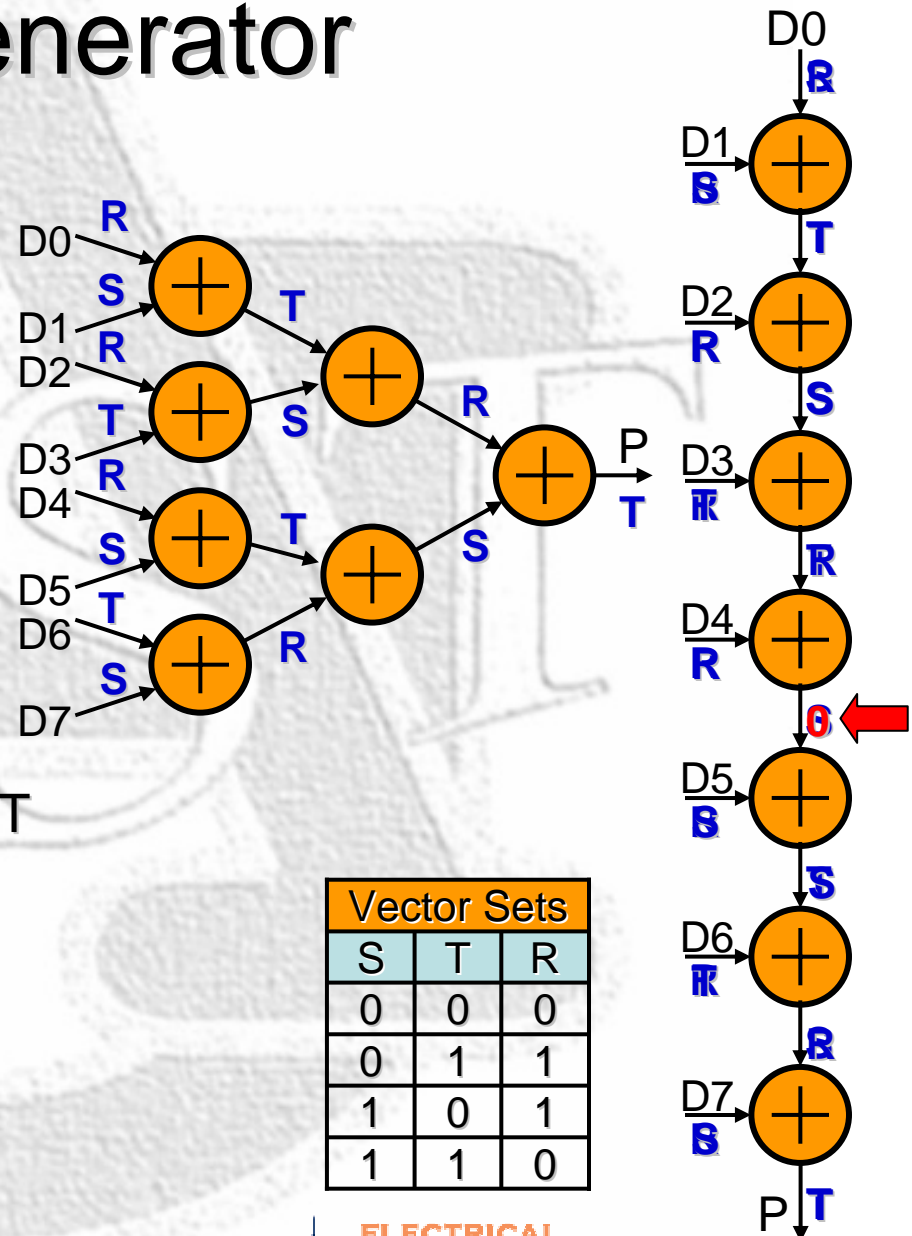 enerator
D0
R
S
D1
R
D2
T
D3
R
D4
S
D5
T
D6
S
D7
T
S
T
R
R
S
P
T
T
Vector Sets
S T R
0 0 0
0 1 1
1 0 1
1 1 0
ELECTRICAL
D0
D1
T
D2
R
S
D3
D4
R
0
D5
D6
D7
P T